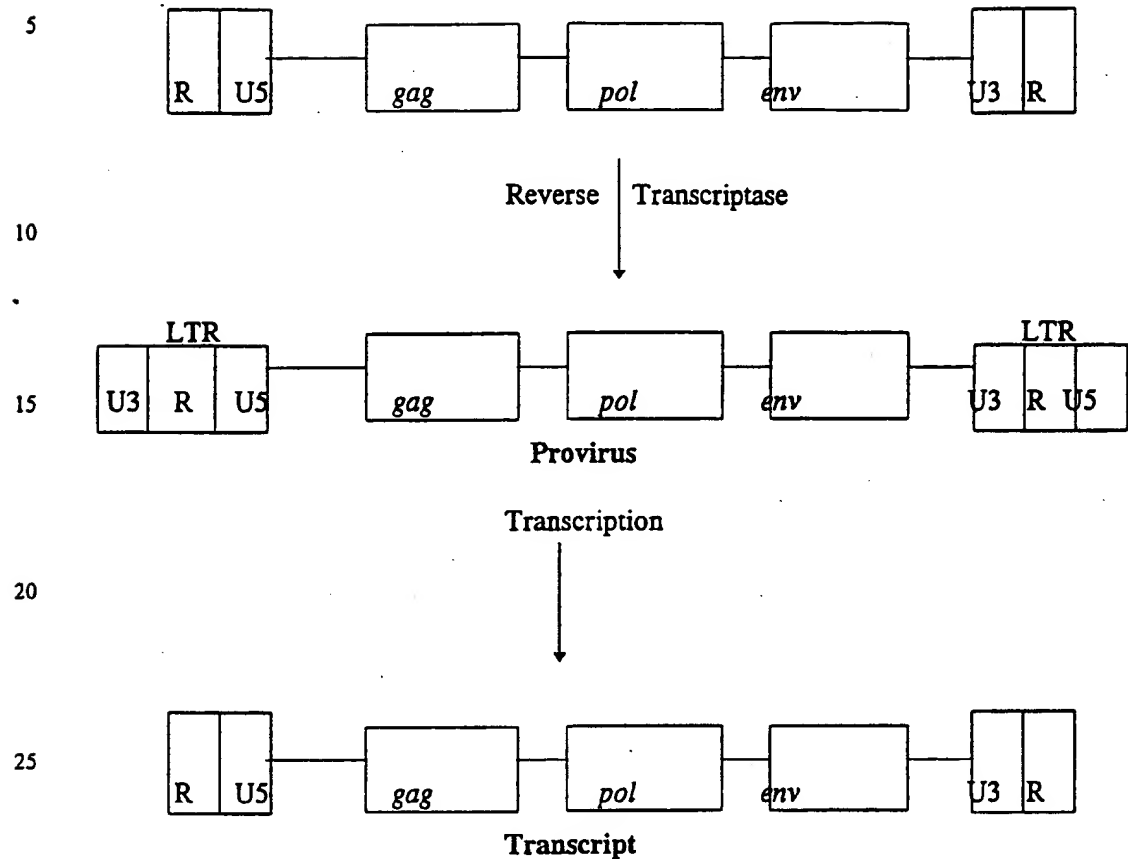 5
R U5 gag pol env U3 R
Reverse Transcriptase
10
LTR LTR
15 U3 R U5 gag pol env U3 R U5
Provirus
Transcription
20
25
R U5 gag pol env U3 R
Transcript